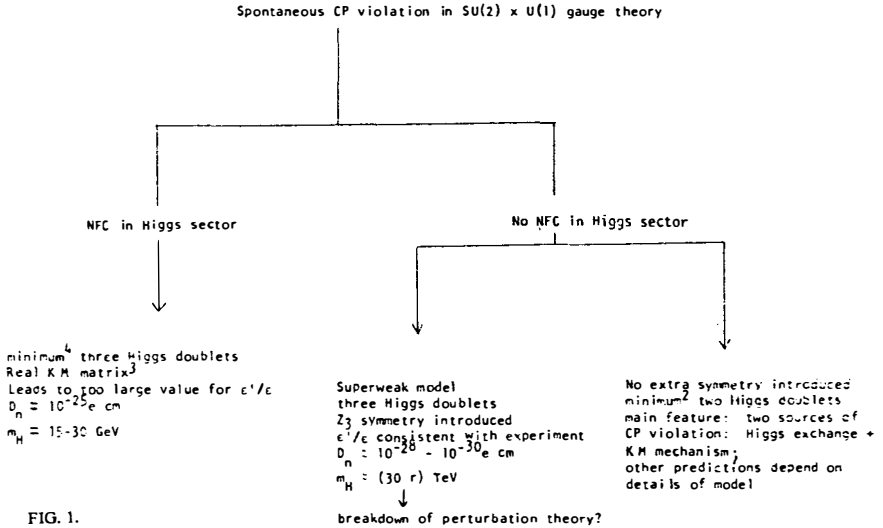 Spontaneous CP violation in SU(2) x U(1) gauge theory
NFC in Higgs sector
No NFC in Higgs sector
minimum⁴ three Higgs doublets
Real KM matrix³
Leads to too large value for ε'/ε
Dₙ = 10⁻²⁵e cm
m_H = 15-30 GeV
Superweak model
three Higgs doublets
Z₃ symmetry introduced
ε'/ε consistent with experiment
Dₙ = 10⁻²⁸ - 10⁻³⁰e cm
m_H = (30 r) TeV
breakdown of perturbation theory?
No extra symmetry introduced
minimum² two Higgs doublets
main feature: two sources of
CP violation: Higgs exchange +
KM mechanism;
other predictions depend on
details of model
FIG. 1.